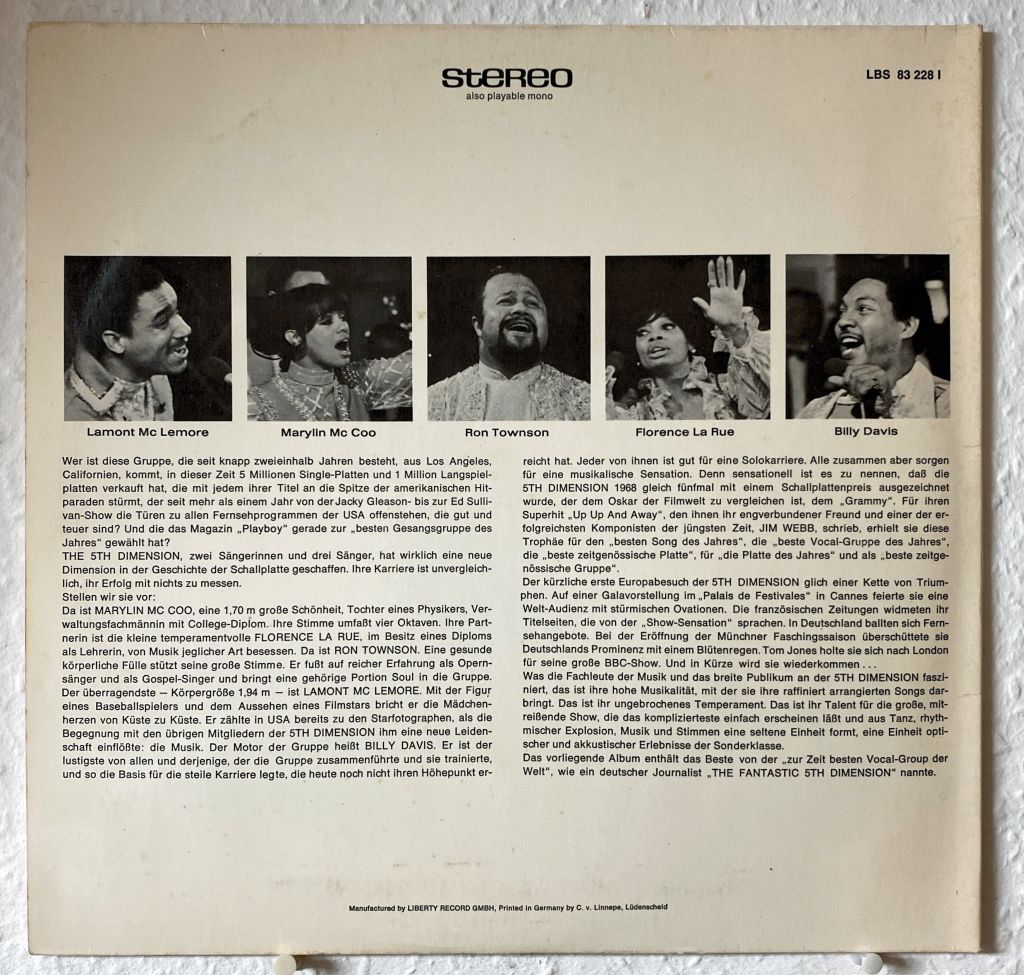 stereo
also playable mono
LBS 83 228 I
Lamont Mc Lemore
Marylin Mc Coo
Ron Townson
Florence La Rue
Billy Davis
Wer ist diese Gruppe, die seit knapp zweieinhalb Jahren besteht, aus Los Angeles,
Californien, kommt, in dieser Zeit 5 Millionen Single-Platten und 1 Million Langspiel-
platten verkauft hat, die mit jedem ihrer Titel an die Spitze der amerikanischen Hit-
paraden stürmt, der seit mehr als einem Jahr von der Jacky Gleason- bis zur Ed Sulli-
van-Show die Türen zu allen Fernsehprogrammen der USA offenstehen, die gut und
teuer sind? Und die das Magazin „Playboy“ gerade zur „besten Gesangsgruppe des
Jahres“ gewählt hat?
THE 5TH DIMENSION, zwei Sängerinnen und drei Sänger, hat wirklich eine neue
Dimension in der Geschichte der Schallplatte geschaffen. Ihre Karriere ist unvergleich-
lich, ihr Erfolg mit nichts zu messen.
Stellen wir sie vor:
Da ist MARYLIN MC COO, eine 1,70 m große Schönheit, Tochter eines Physikers, Ver-
waltungsfachmännin mit College-Diplom. Ihre Stimme umfaßt vier Oktaven. Ihre Part-
nerin ist die kleine temperamentvolle FLORENCE LA RUE, im Besitz eines Diploms
als Lehrerin, von Musik jeglicher Art besessen. Da ist RON TOWNSON. Eine gesunde
körperliche Fülle stützt seine große Stimme. Er fußt auf reicher Erfahrung als Opern-
sänger und als Gospel-Singer und bringt eine gehörige Portion Soul in die Gruppe.
Der überragendste – Körpergröße 1,94 m – ist LAMONT MC LEMORE. Mit der Figur
eines Baseballspielers und dem Aussehen eines Filmstars bricht er die Mädchen-
herzen von Küste zu Küste. Er zählte in USA bereits zu den Starfotographen, als die
Begegnung mit den übrigen Mitgliedern der 5TH DIMENSION ihm eine neue Leiden-
schaft einflößte: die Musik. Der Motor der Gruppe heißt BILLY DAVIS. Er ist der
lustigste von allen und derjenige, der die Gruppe zusammenführte und sie trainierte,
und so die Basis für die steile Karriere legte, die heute noch nicht ihren Höhepunkt er-
reicht hat. Jeder von ihnen ist gut für eine Solokarriere. Alle zusammen aber sorgen
für eine musikalische Sensation. Denn sensationell ist es zu nennen, daß die
5TH DIMENSION 1968 gleich fünfmal mit einem Schallplattenpreis ausgezeichnet
wurde, der dem Oskar der Filmwelt zu vergleichen ist, dem „Grammy“. Für ihren
Superhit „Up Up And Away“, den ihnen ihr engverbundener Freund und einer der er-
folgreichsten Komponisten der jüngsten Zeit, JIM WEBB, schrieb, erhielt sie diese
Trophäe für den „besten Song des Jahres“, die „beste Vocal-Gruppe des Jahres“,
die „beste zeitgenössische Platte“, für „die Platte des Jahres“ und als „beste zeitge-
nössische Gruppe“.
Der kürzliche erste Europabesuch der 5TH DIMENSION glich einer Kette von Trium-
phen. Auf einer Galavorstellung im „Palais de Festivales“ in Cannes feierte sie eine
Welt-Audienz mit stürmischen Ovationen. Die französischen Zeitungen widmeten ihr
Titelseiten, die von der „Show-Sensation“ sprachen. In Deutschland ballten sich Fern-
sehangebote. Bei der Eröffnung der Münchner Faschingssaison überschüttete sie
Deutschlands Prominenz mit einem Blütenregen. Tom Jones holte sie sich nach London
für seine große BBC-Show. Und in Kürze wird sie wiederkommen . . .
Was die Fachleute der Musik und das breite Publikum an der 5TH DIMENSION faszi-
niert, das ist ihre hohe Musikalität, mit der sie ihre raffiniert arrangierten Songs dar-
bringt. Das ist ihr ungebrochenes Temperament. Das ist ihr Talent für die große, mit-
reißende Show, die das komplizierteste einfach erscheinen läßt und aus Tanz, rhyth-
mischer Explosion, Musik und Stimmen eine seltene Einheit formt, eine Einheit opti-
scher und akkustischer Erlebnisse der Sonderklasse.
Das vorliegende Album enthält das Beste von der „zur Zeit besten Vocal-Group der
Welt“, wie ein deutscher Journalist „THE FANTASTIC 5TH DIMENSION“ nannte.
Manufactured by LIBERTY RECORD GMBH, Printed in Germany by C. v. Linnepe, Lüdenscheid